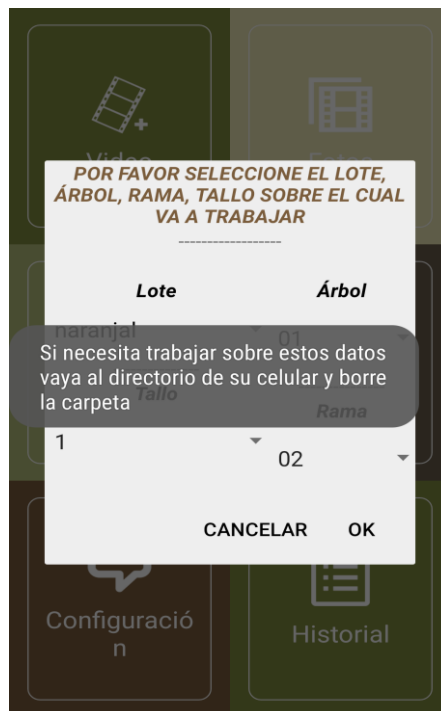 Video
Fotos
POR FAVOR SELECCIONE EL LOTE,
ÁRBOL, RAMA, TALLO SOBRE EL CUAL
VA A TRABAJAR
------------------
Lote Árbol
naranjal 01
Si necesita trabajar sobre estos datos
vaya al directorio de su celular y borre
la carpeta
Tallo Rama
1 02
CANCELAR OK
Configuració
n
Historial